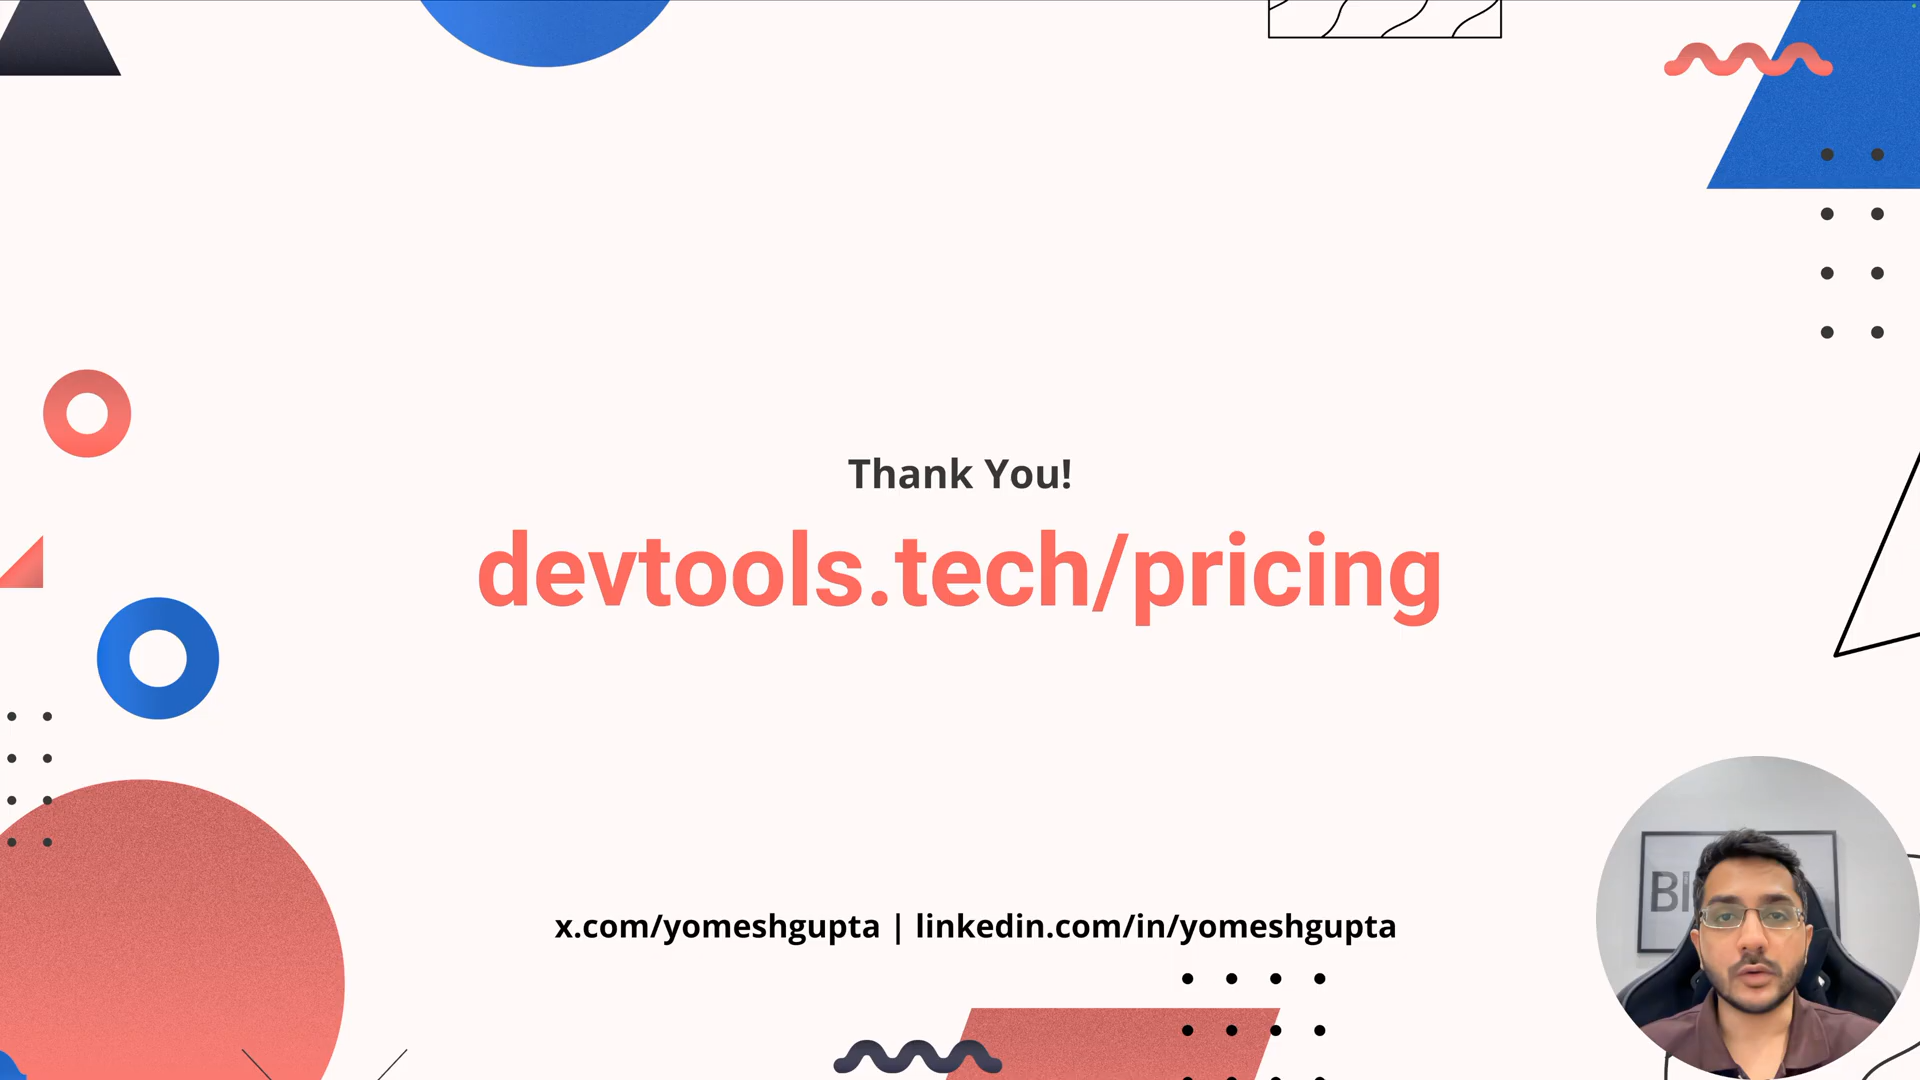 Thank You!
devtools.tech/pricing
x.com/yomeshgupta | linkedin.com/in/yomeshgupta